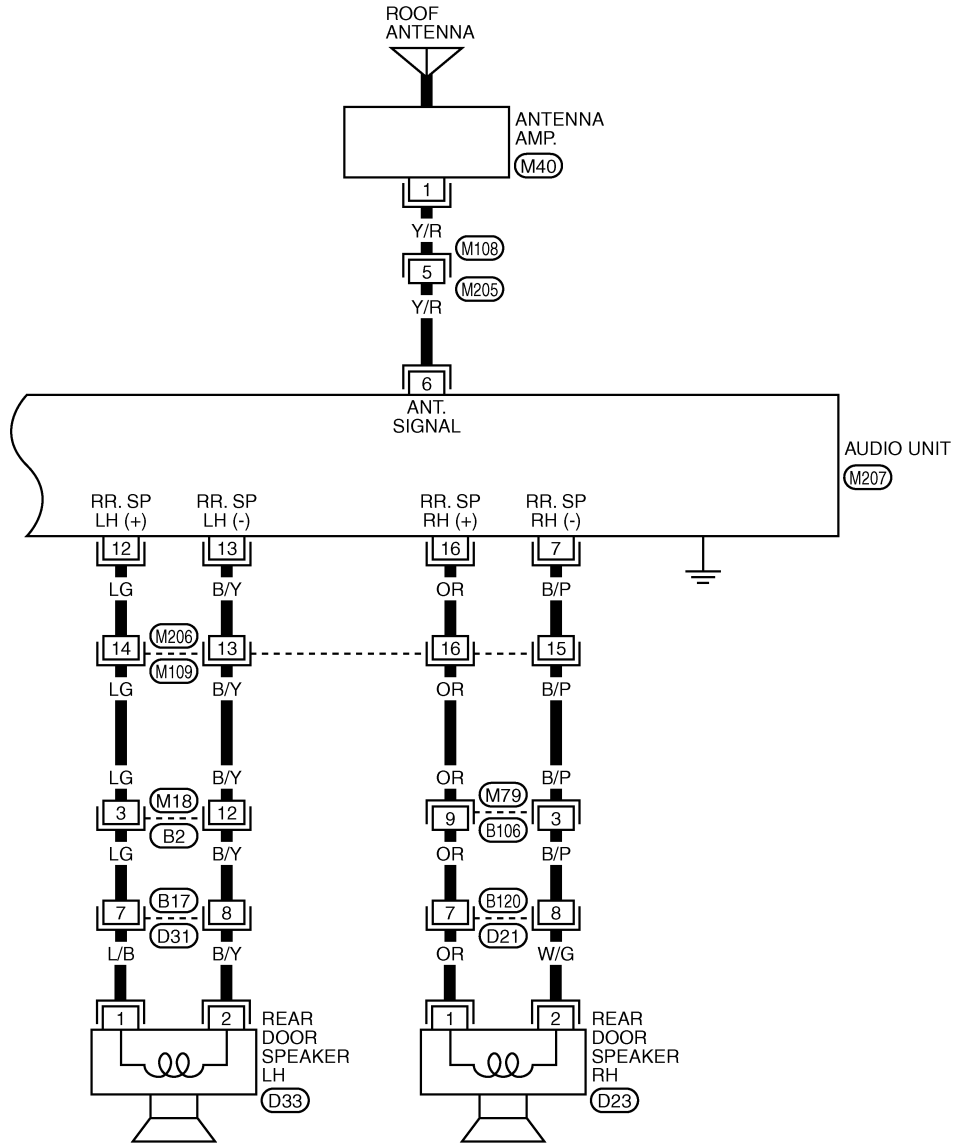 ROOF
ANTENNA
ANTENNA
AMP.
M40
1
Y/R
M108
5
M205
Y/R
6
ANT.
SIGNAL
AUDIO UNIT
M207
RR. SP
LH (+)
RR. SP
LH (-)
RR. SP
RH (+)
RR. SP
RH (-)
12
13
16
7
LG
B/Y
OR
B/P
14
M206
13
16
15
M109
LG
B/Y
OR
B/P
LG
B/Y
OR
B/P
3
M18
12
9
M79
3
B2
B106
LG
B/Y
OR
B/P
7
B17
8
7
B120
8
D31
D21
L/B
B/Y
OR
W/G
1
2
REAR
DOOR
SPEAKER
LH
D33
1
2
REAR
DOOR
SPEAKER
RH
D23